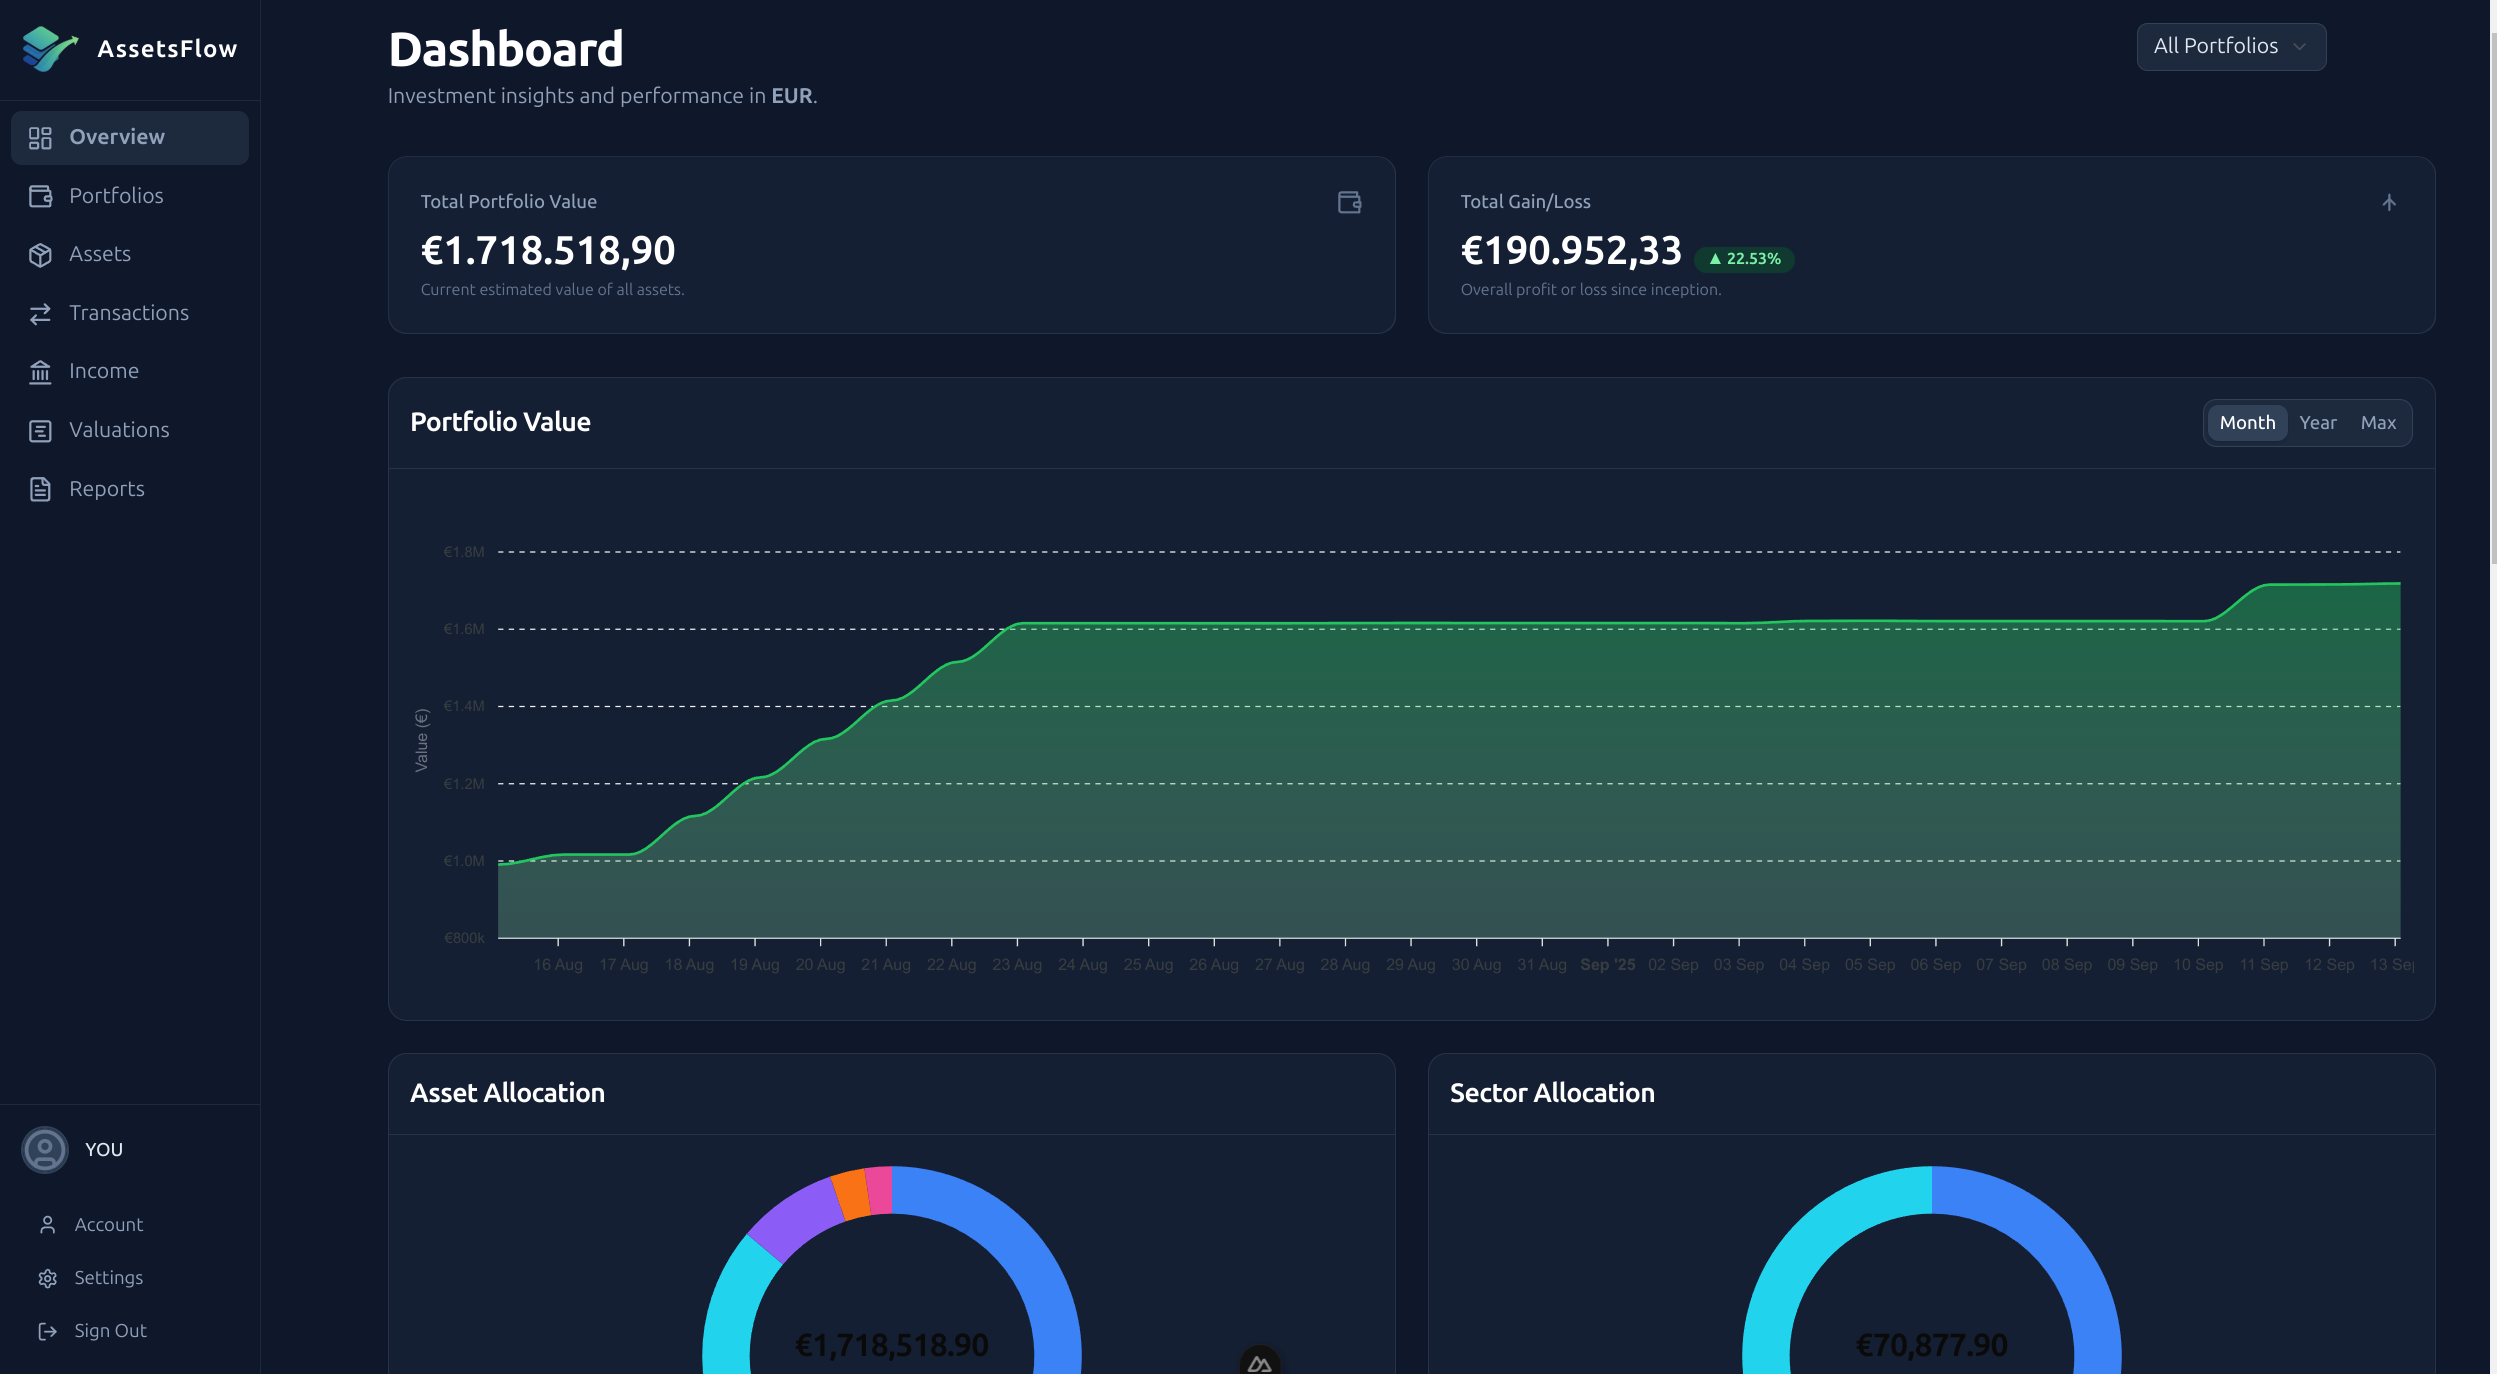 AssetsFlow
Overview
Portfolios
Assets
Transactions
Income
Valuations
Reports
YOU
Account
Settings
Sign Out
Dashboard
Investment insights and performance in EUR.
All Portfolios
Total Portfolio Value
€1.718.518,90
Current estimated value of all assets.
Total Gain/Loss
€190.952,33 ▲ 22.53%
Overall profit or loss since inception.
Portfolio Value
Month Year Max
Value (€)
€1.8M
€1.6M
€1.4M
€1.2M
€1.0M
€800k
16 Aug 17 Aug 18 Aug 19 Aug 20 Aug 21 Aug 22 Aug 23 Aug 24 Aug 25 Aug 26 Aug 27 Aug 28 Aug 29 Aug 30 Aug 31 Aug Sep '25 02 Sep 03 Sep 04 Sep 05 Sep 06 Sep 07 Sep 08 Sep 09 Sep 10 Sep 11 Sep 12 Sep 13 Sep
Asset Allocation
€1,718,518.90
Sector Allocation
€70,877.90